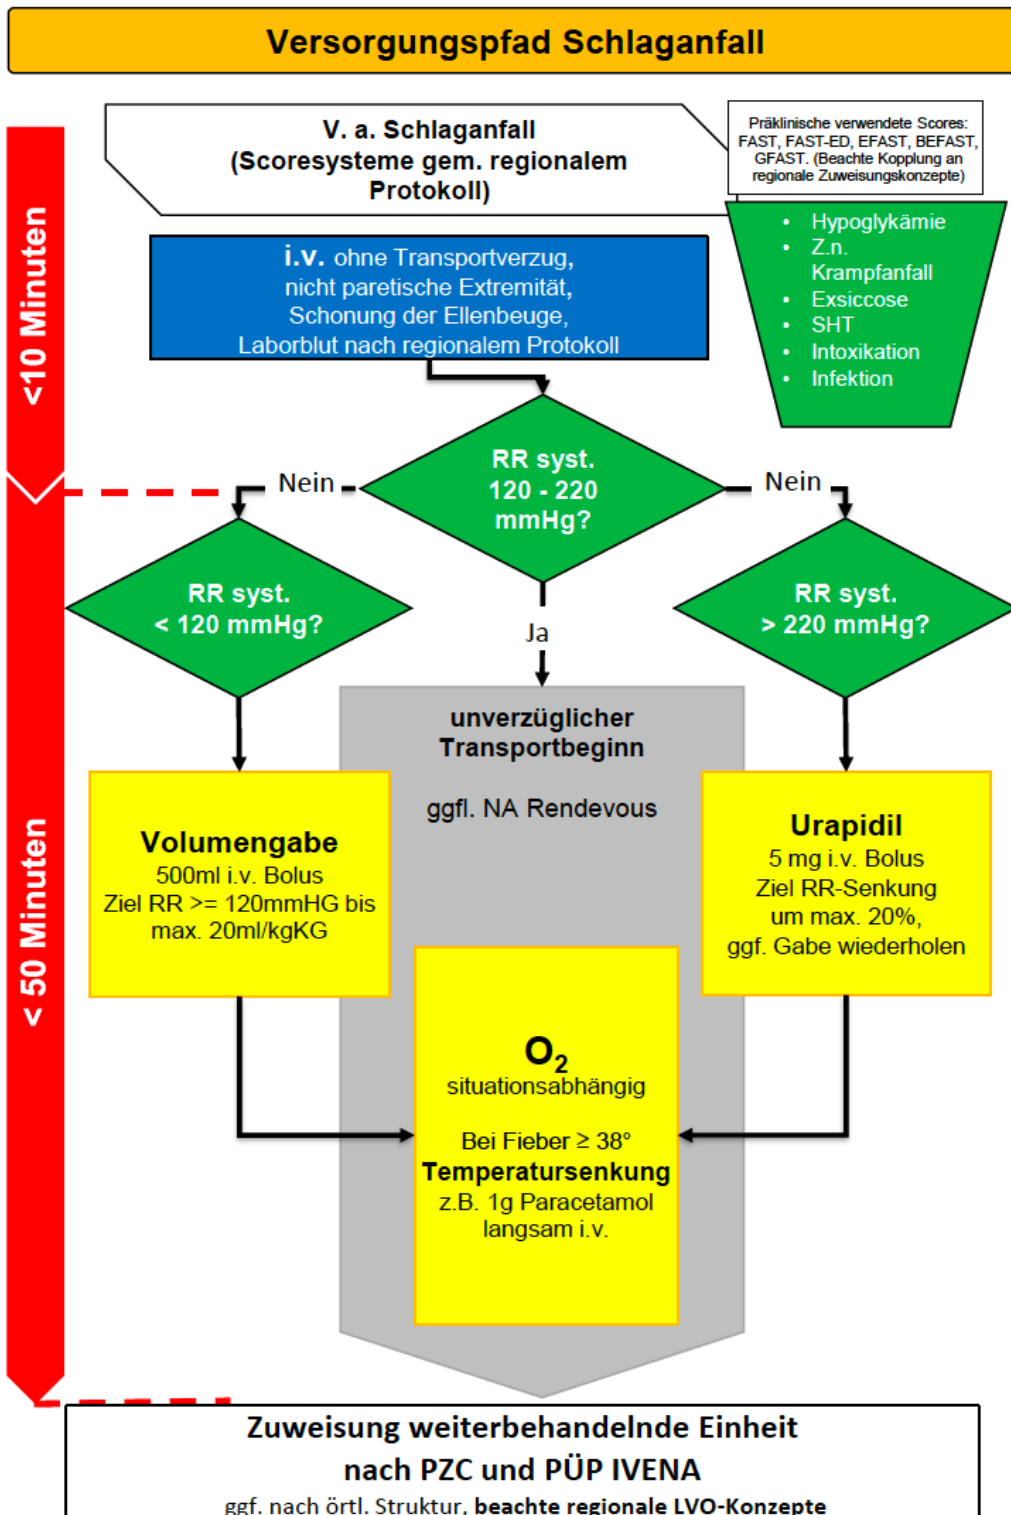 Versorgungspfad Schlaganfall
V. a. Schlaganfall
(Scoresysteme gem. regionalem
Protokoll)
Präklinische verwendete Scores:
FAST, FAST-ED, EFAST, BEFAST,
GFAST. (Beachte Kopplung an
regionale Zuweisungskonzepte)
• Hypoglykämie
• Z.n.
Krampfanfall
• Exsiccose
• SHT
• Intoxikation
• Infektion
i.v. ohne Transportverzug,
nicht paretische Extremität,
Schonung der Ellenbeuge,
Laborblut nach regionalem Protokoll
<10 Minuten
RR syst.
120 - 220
mmHg?
Nein
Nein
Ja
RR syst.
< 120 mmHg?
RR syst.
> 220 mmHg?
< 50 Minuten
unverzüglicher
Transportbeginn
ggfl. NA Rendevous
Volumengabe
500ml i.v. Bolus
Ziel RR >= 120mmHG bis
max. 20ml/kgKG
Urapidil
5 mg i.v. Bolus
Ziel RR-Senkung
um max. 20%,
ggf. Gabe wiederholen
O₂
situationsabhängig
Bei Fieber ≥ 38°
Temperatursenkung
z.B. 1g Paracetamol
langsam i.v.
Zuweisung weiterbehandelnde Einheit
nach PZC und PÜP IVENA
ggf. nach örtl. Struktur, beachte regionale LVO-Konzepte